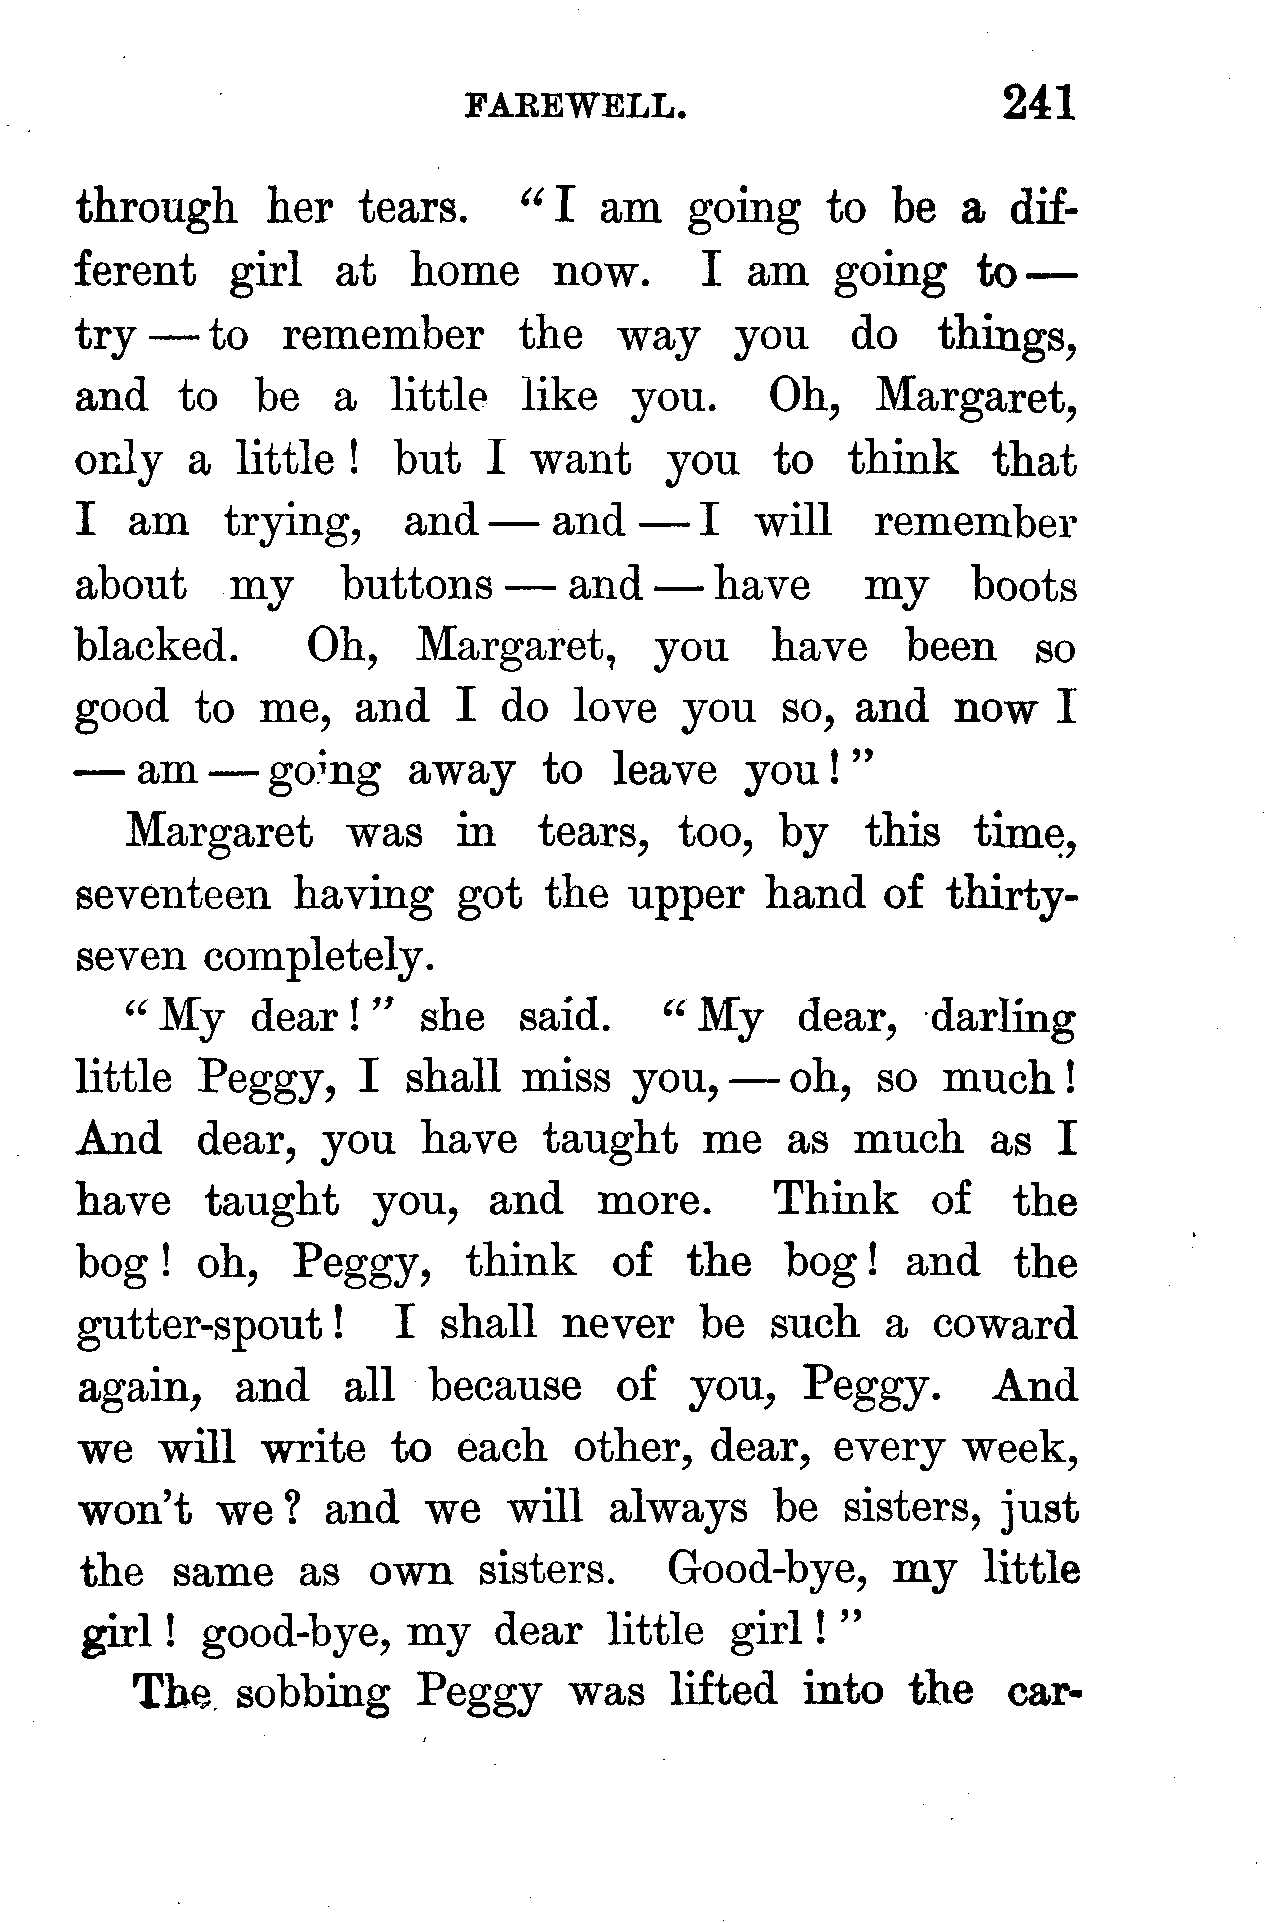 FAREWELL. 241
through her tears. "I am going to be a dif-
ferent girl at home now. I am going to—
try—to remember the way you do things,
and to be a little like you. Oh, Margaret,
only a little! but I want you to think that
I am trying, and—and—I will remember
about my buttons—and—have my boots
blacked. Oh, Margaret, you have been so
good to me, and I do love you so, and now I
—am—going away to leave you!"
Margaret was in tears, too, by this time,
seventeen having got the upper hand of thirty-
seven completely.
"My dear!" she said. "My dear, darling
little Peggy, I shall miss you,—oh, so much!
And dear, you have taught me as much as I
have taught you, and more. Think of the
bog! oh, Peggy, think of the bog! and the
gutter-spout! I shall never be such a coward
again, and all because of you, Peggy. And
we will write to each other, dear, every week,
won't we? and we will always be sisters, just
the same as own sisters. Good-bye, my little
girl! good-bye, my dear little girl!"
The sobbing Peggy was lifted into the car-